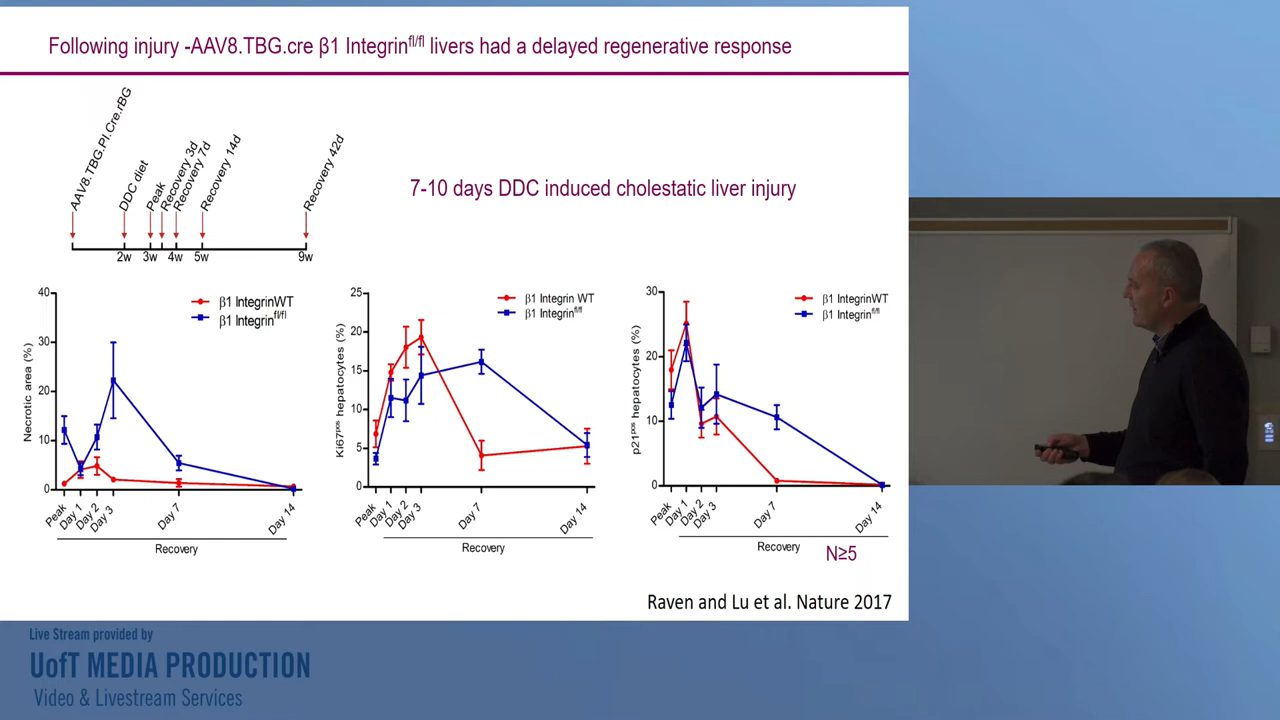 Following injury -AAV8.TBG.cre β1 Integrin^fl/fl livers had a delayed regenerative response
AAV8.TBG.PI.Cre.rBG
DDC diet
Peak
Recovery 3d
Recovery 7d
Recovery 14d
Recovery 42d
2w
3w
4w
5w
9w
7-10 days DDC induced cholestatic liver injury
Necrotic area (%)
40
30
20
10
0
β1 IntegrinWT
β1 Integrin^fl/fl
Peak
Day 1
Day 2
Day 3
Day 7
Day 14
Recovery
Ki67^pos hepatocytes (%)
25
20
15
10
5
0
β1 Integrin WT
β1 Integrin^fl/fl
Peak
Day 1
Day 2
Day 3
Day 7
Day 14
Recovery
p21^pos hepatocytes (%)
30
20
10
0
β1 IntegrinWT
β1 Integrin^fl/fl
Peak
Day 1
Day 2
Day 3
Day 7
Day 14
Recovery
N≥5
Raven and Lu et al. Nature 2017
Live Stream provided by
UofT MEDIA PRODUCTION
Video & Livestream Services